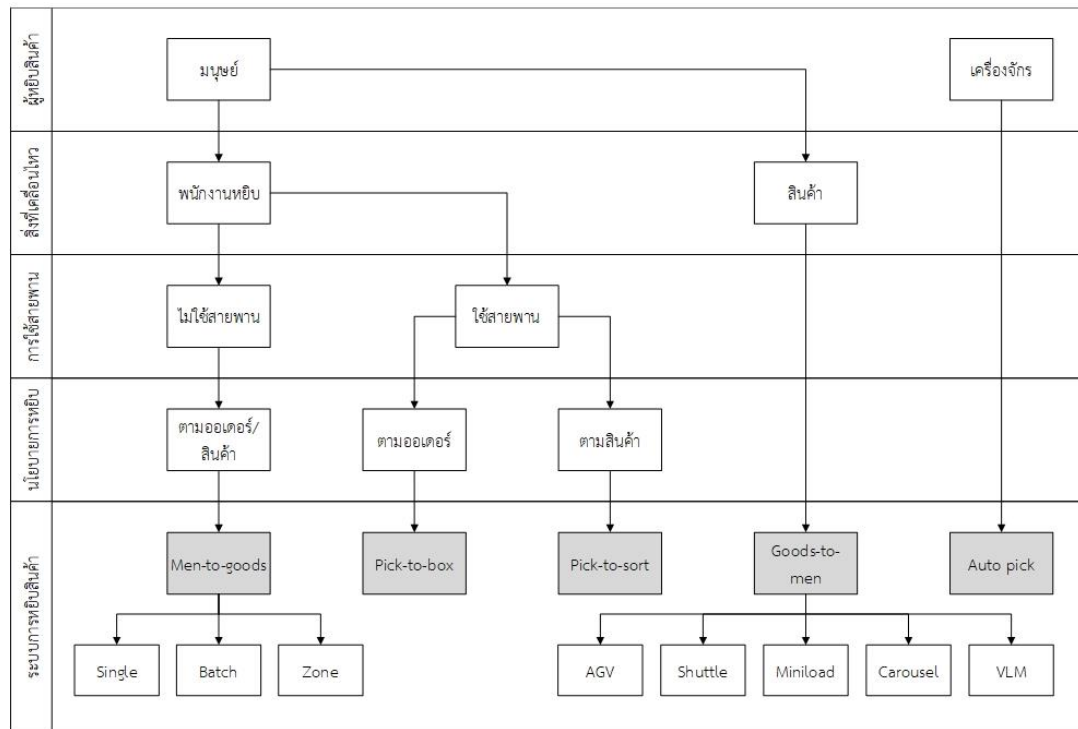 ผู้หยิบสินค้า
มนุษย์
เครื่องจักร
สิ่งที่เคลื่อนไหว
พนักงานหยิบ
สินค้า
การใช้สายพาน
ไม่ใช้สายพาน
ใช้สายพาน
นโยบายการหยิบ
ตามออเดอร์/
สินค้า
ตามออเดอร์
ตามสินค้า
ระบบการหยิบสินค้า
Men-to-goods
Pick-to-box
Pick-to-sort
Goods-to-
men
Auto pick
Single
Batch
Zone
AGV
Shuttle
Miniload
Carousel
VLM